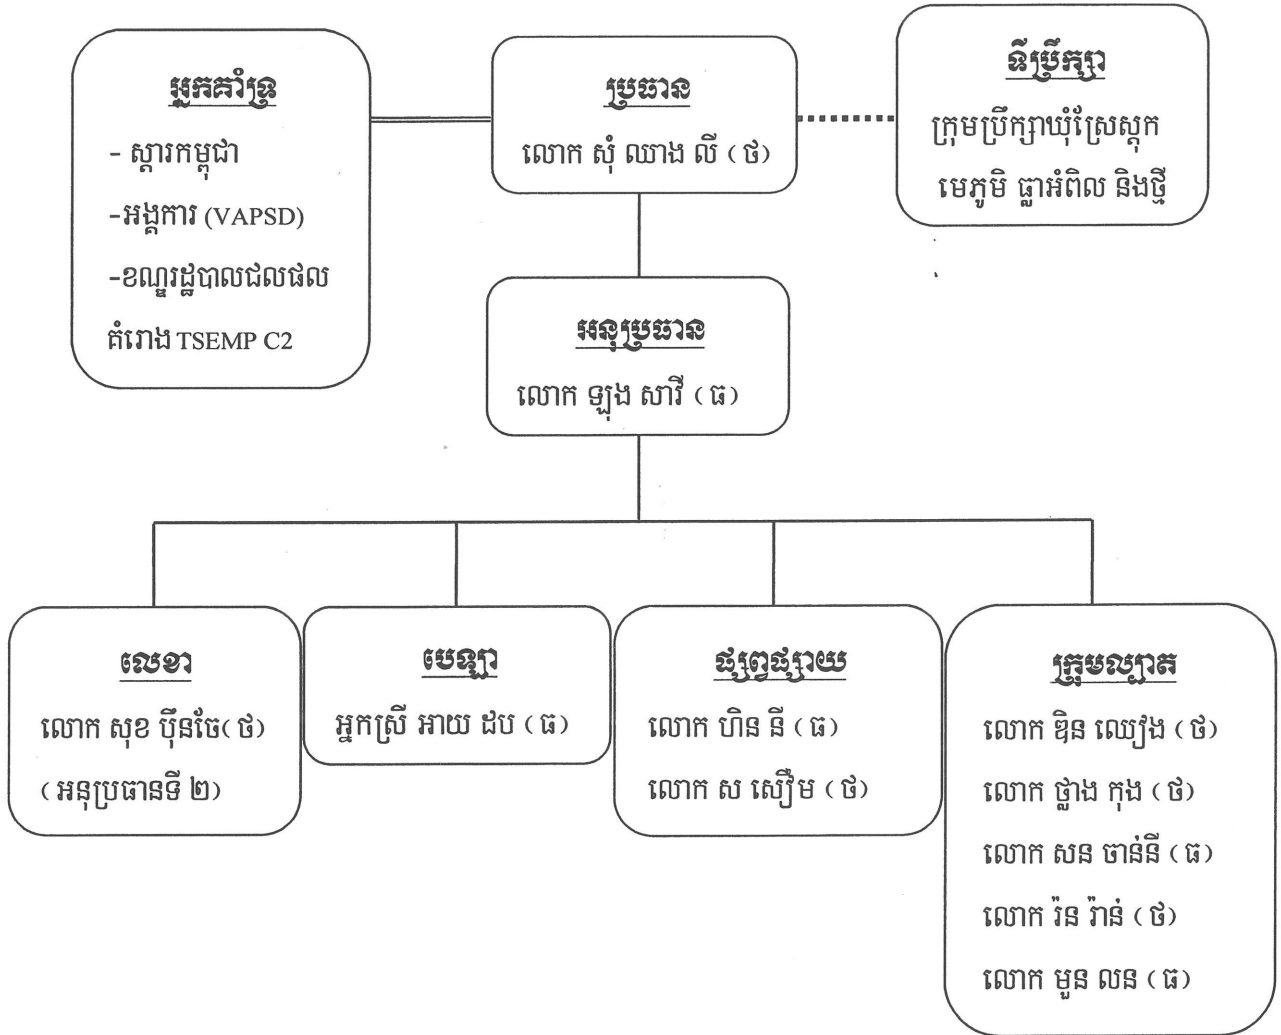 អ្នកគាំទ្រ
- ស្តារកម្ពុជា
-អង្គការ (VAPSD)
-ខណ្ឌរដ្ឋបាលជលផល
គំរោង TSEMP C2
ប្រធាន
លោក សុំ ឈាង លី (ថ)
ទីប្រឹក្សា
ក្រុមប្រឹក្សាឃុំស្រែស្តុក
មេភូមិ ធ្លាអំពិល និងថ្មី
អនុប្រធាន
លោក ឡុង សាវី (ធ)
លេខា
លោក សុខ ប៊ុនចែ(ថ)
(អនុប្រធានទី ២)
បេឡា
អ្នកស្រី អាយ ដប (ធ)
ផ្សព្វផ្សាយ
លោក ហិន នី (ធ)
លោក ស សឿម (ថ)
ក្រុមល្បាត
លោក ឌិន ឈៀង (ថ)
លោក ថ្លាង កុង (ថ)
លោក សន ចាន់នី (ធ)
លោក រ៉ន រ៉ាន់ (ថ)
លោក មួន លន (ធ)